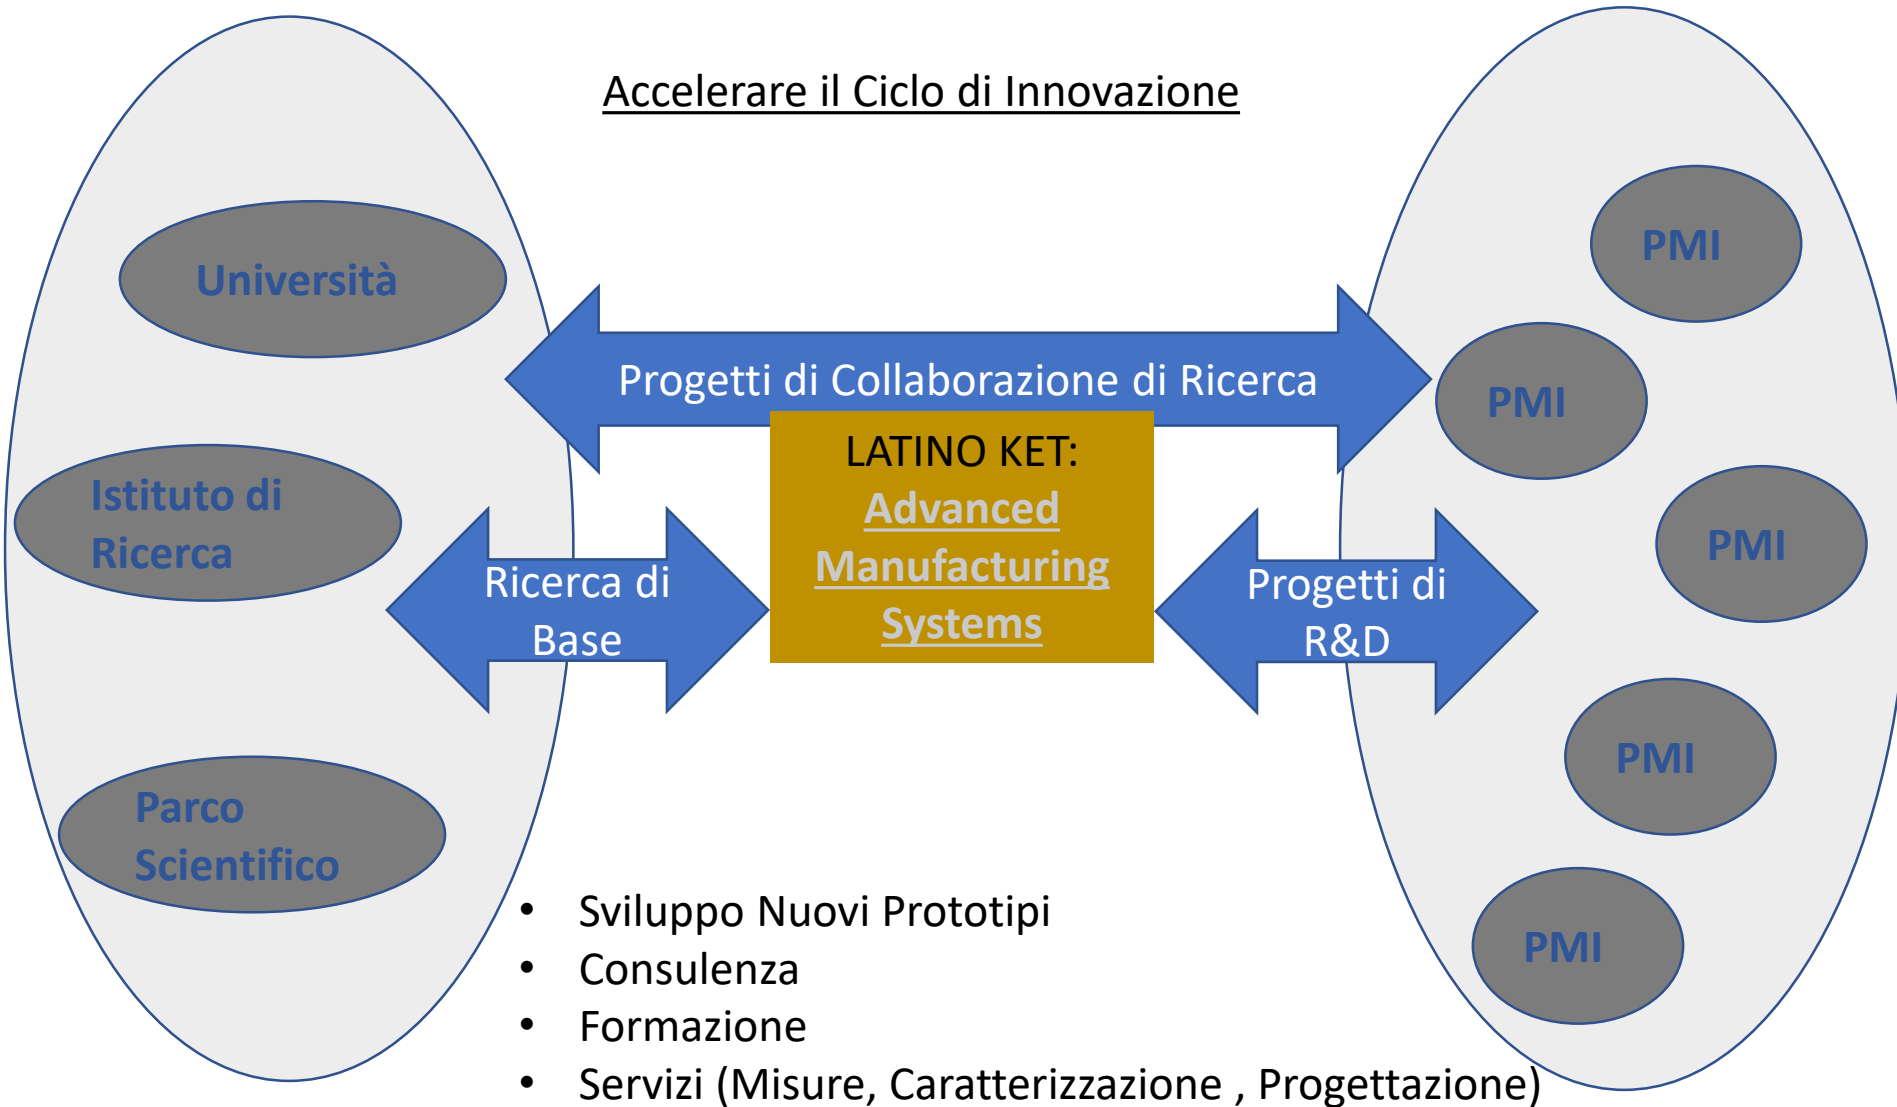 Accelerare il Ciclo di Innovazione
Università
Istituto di
Ricerca
Parco
Scientifico
Progetti di Collaborazione di Ricerca
LATINO KET:
Advanced
Manufacturing
Systems
Ricerca di
Base
Progetti di
R&D
PMI
PMI
PMI
PMI
PMI
• Sviluppo Nuovi Prototipi
• Consulenza
• Formazione
• Servizi (Misure, Caratterizzazione , Progettazione)